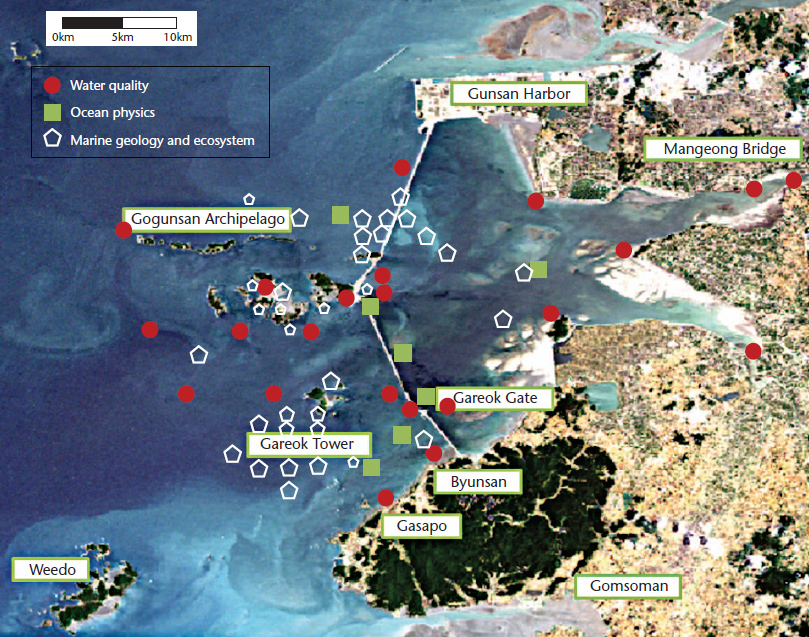 0km 5km 10km
Water quality
Ocean physics
Marine geology and ecosystem
Gunsan Harbor
Mangeong Bridge
Gogunsan Archipelago
Gareok Gate
Gareok Tower
Byunsan
Gasapo
Weedo
Gomsoman